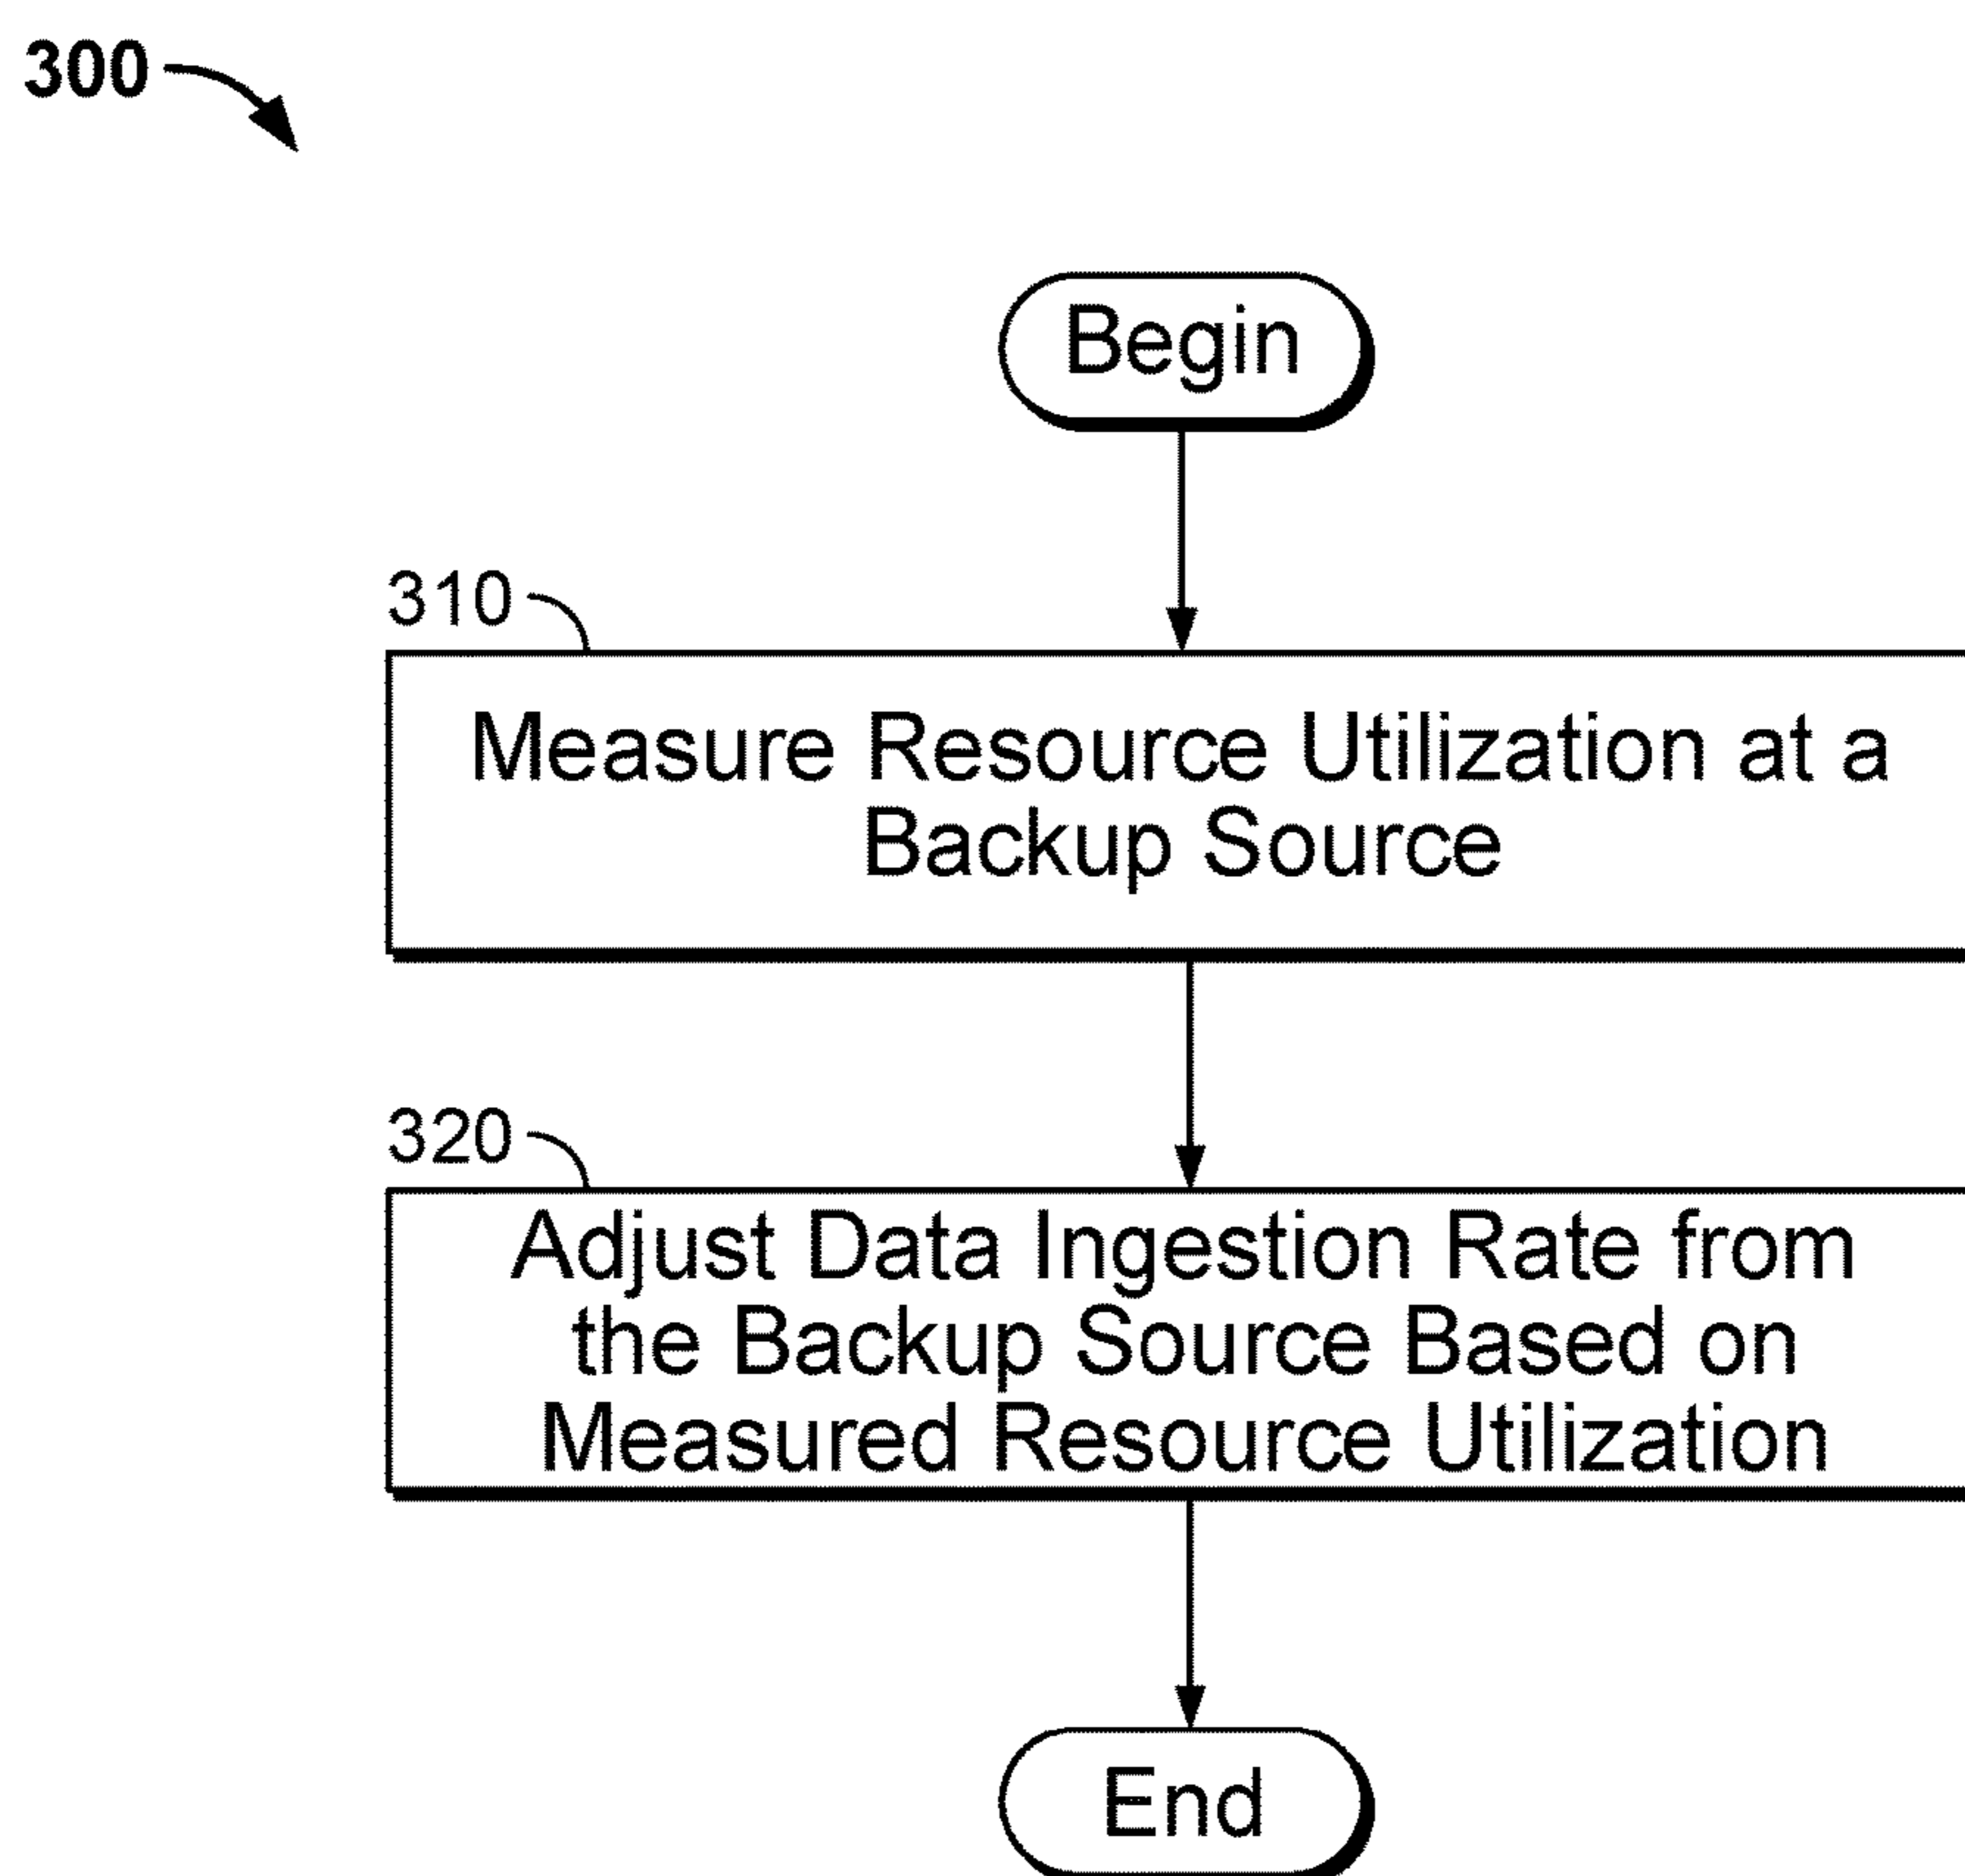 300
Begin
310
Measure Resource Utilization at a
Backup Source
320
Adjust Data Ingestion Rate from
the Backup Source Based on
Measured Resource Utilization
End